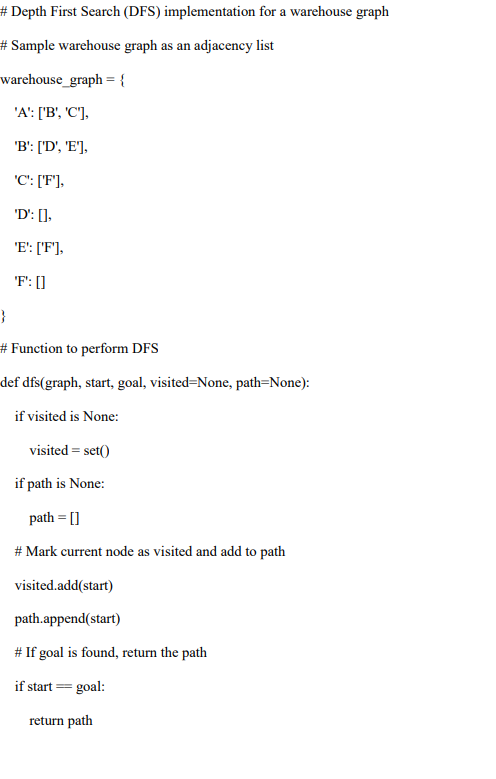 # Depth First Search (DFS) implementation for a warehouse graph
# Sample warehouse graph as an adjacency list
warehouse_graph = {
'A': ['B', 'C'],
'B': ['D', 'E'],
'C': ['F'],
'D': [],
'E': ['F'],
'F': []
}
# Function to perform DFS
def dfs(graph, start, goal, visited=None, path=None):
if visited is None:
visited = set()
if path is None:
path = []
# Mark current node as visited and add to path
visited.add(start)
path.append(start)
# If goal is found, return the path
if start == goal:
return path